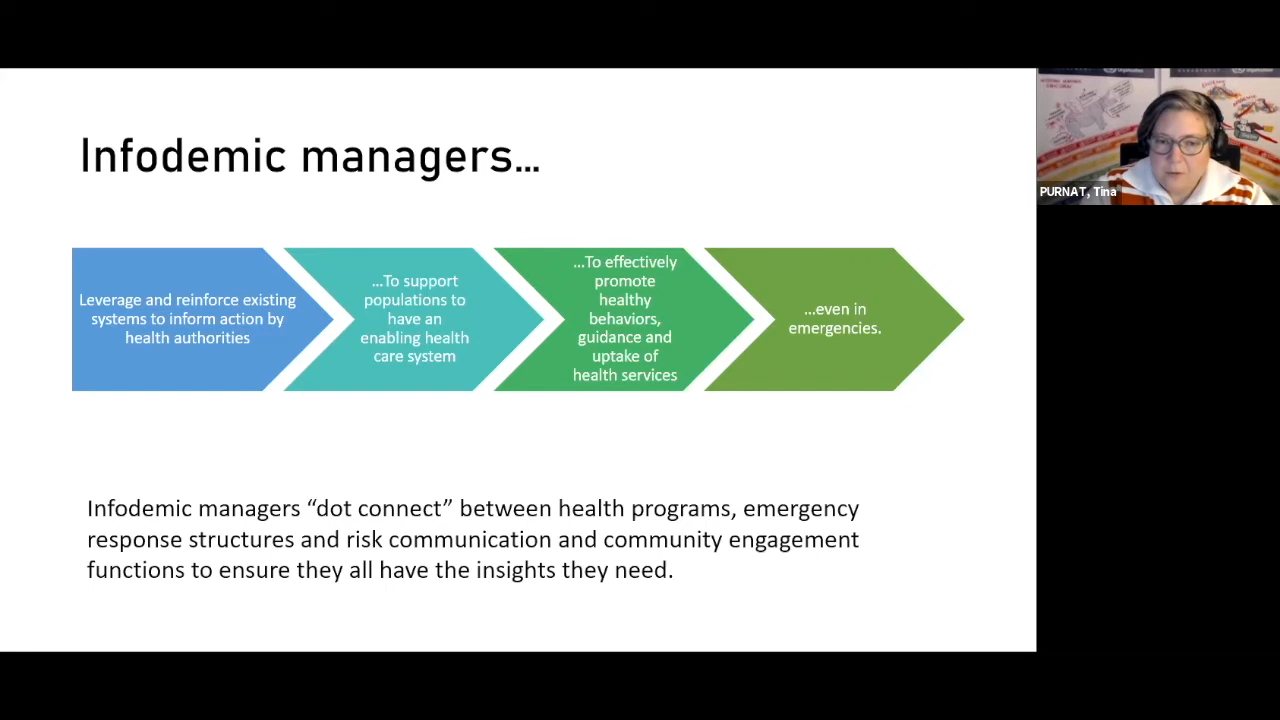 Infodemic managers...
Leverage and reinforce existing
systems to inform action by
health authorities
...To support
populations to
have an
enabling health
care system
...To effectively
promote
healthy
behaviors,
guidance and
uptake of
health services
...even in
emergencies.
Infodemic managers “dot connect” between health programs, emergency
response structures and risk communication and community engagement
functions to ensure they all have the insights they need.
PURNAT, Tina